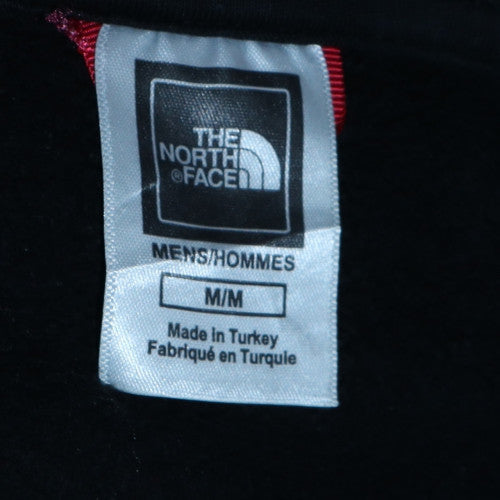 THE
NORTH
®FACE
MENS/HOMMES
M/M
Made in Turkey
Fabriqué en Turquie